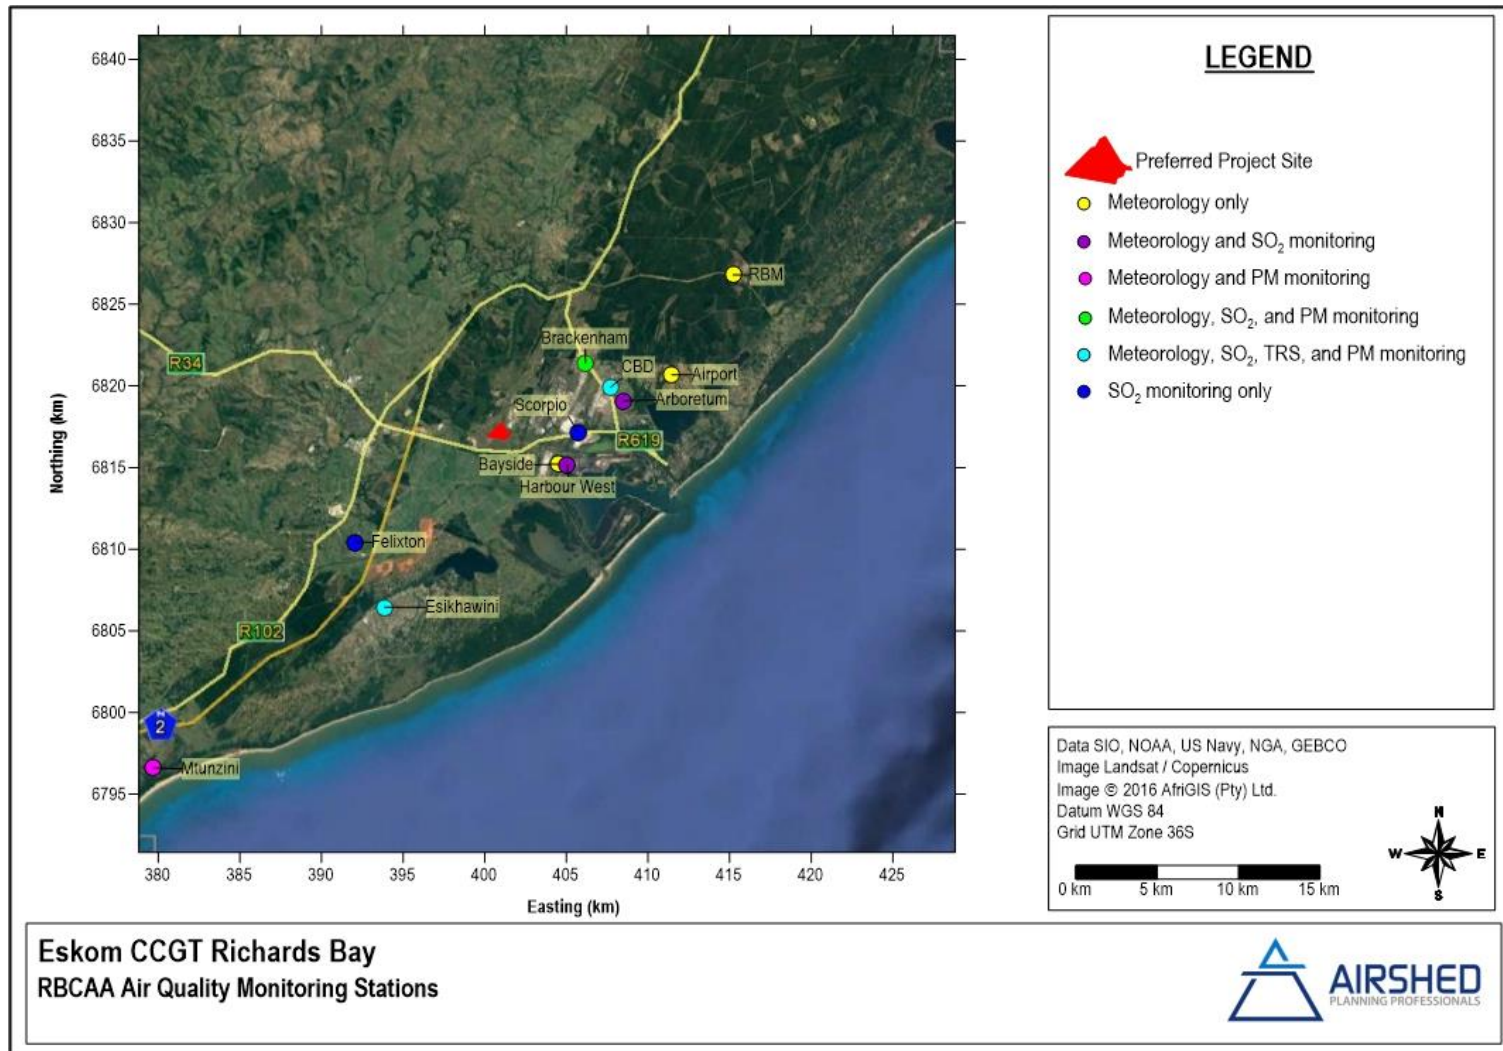 6840
6835
6830
6825
6820
6815
6810
6805
6800
6795
Northing (km)
380 385 390 395 400 405 410 415 420 425
Easting (km)
RBM
Brackenham
R34
CBD
Airport
Scorpio
Arboretum
R619
Bayside
Harbour West
Felixton
Esikhawini
R102
N
2
Mtunzini
LEGEND
Preferred Project Site
Meteorology only
Meteorology and SO₂ monitoring
Meteorology and PM monitoring
Meteorology, SO₂, and PM monitoring
Meteorology, SO₂, TRS, and PM monitoring
SO₂ monitoring only
Data SIO, NOAA, US Navy, NGA, GEBCO
Image Landsat / Copernicus
Image © 2016 AfriGIS (Pty) Ltd.
Datum WGS 84
Grid UTM Zone 36S
N
W E
S
0 km 5 km 10 km 15 km
Eskom CCGT Richards Bay
RBCAA Air Quality Monitoring Stations
AIRSHED
PLANNING PROFESSIONALS